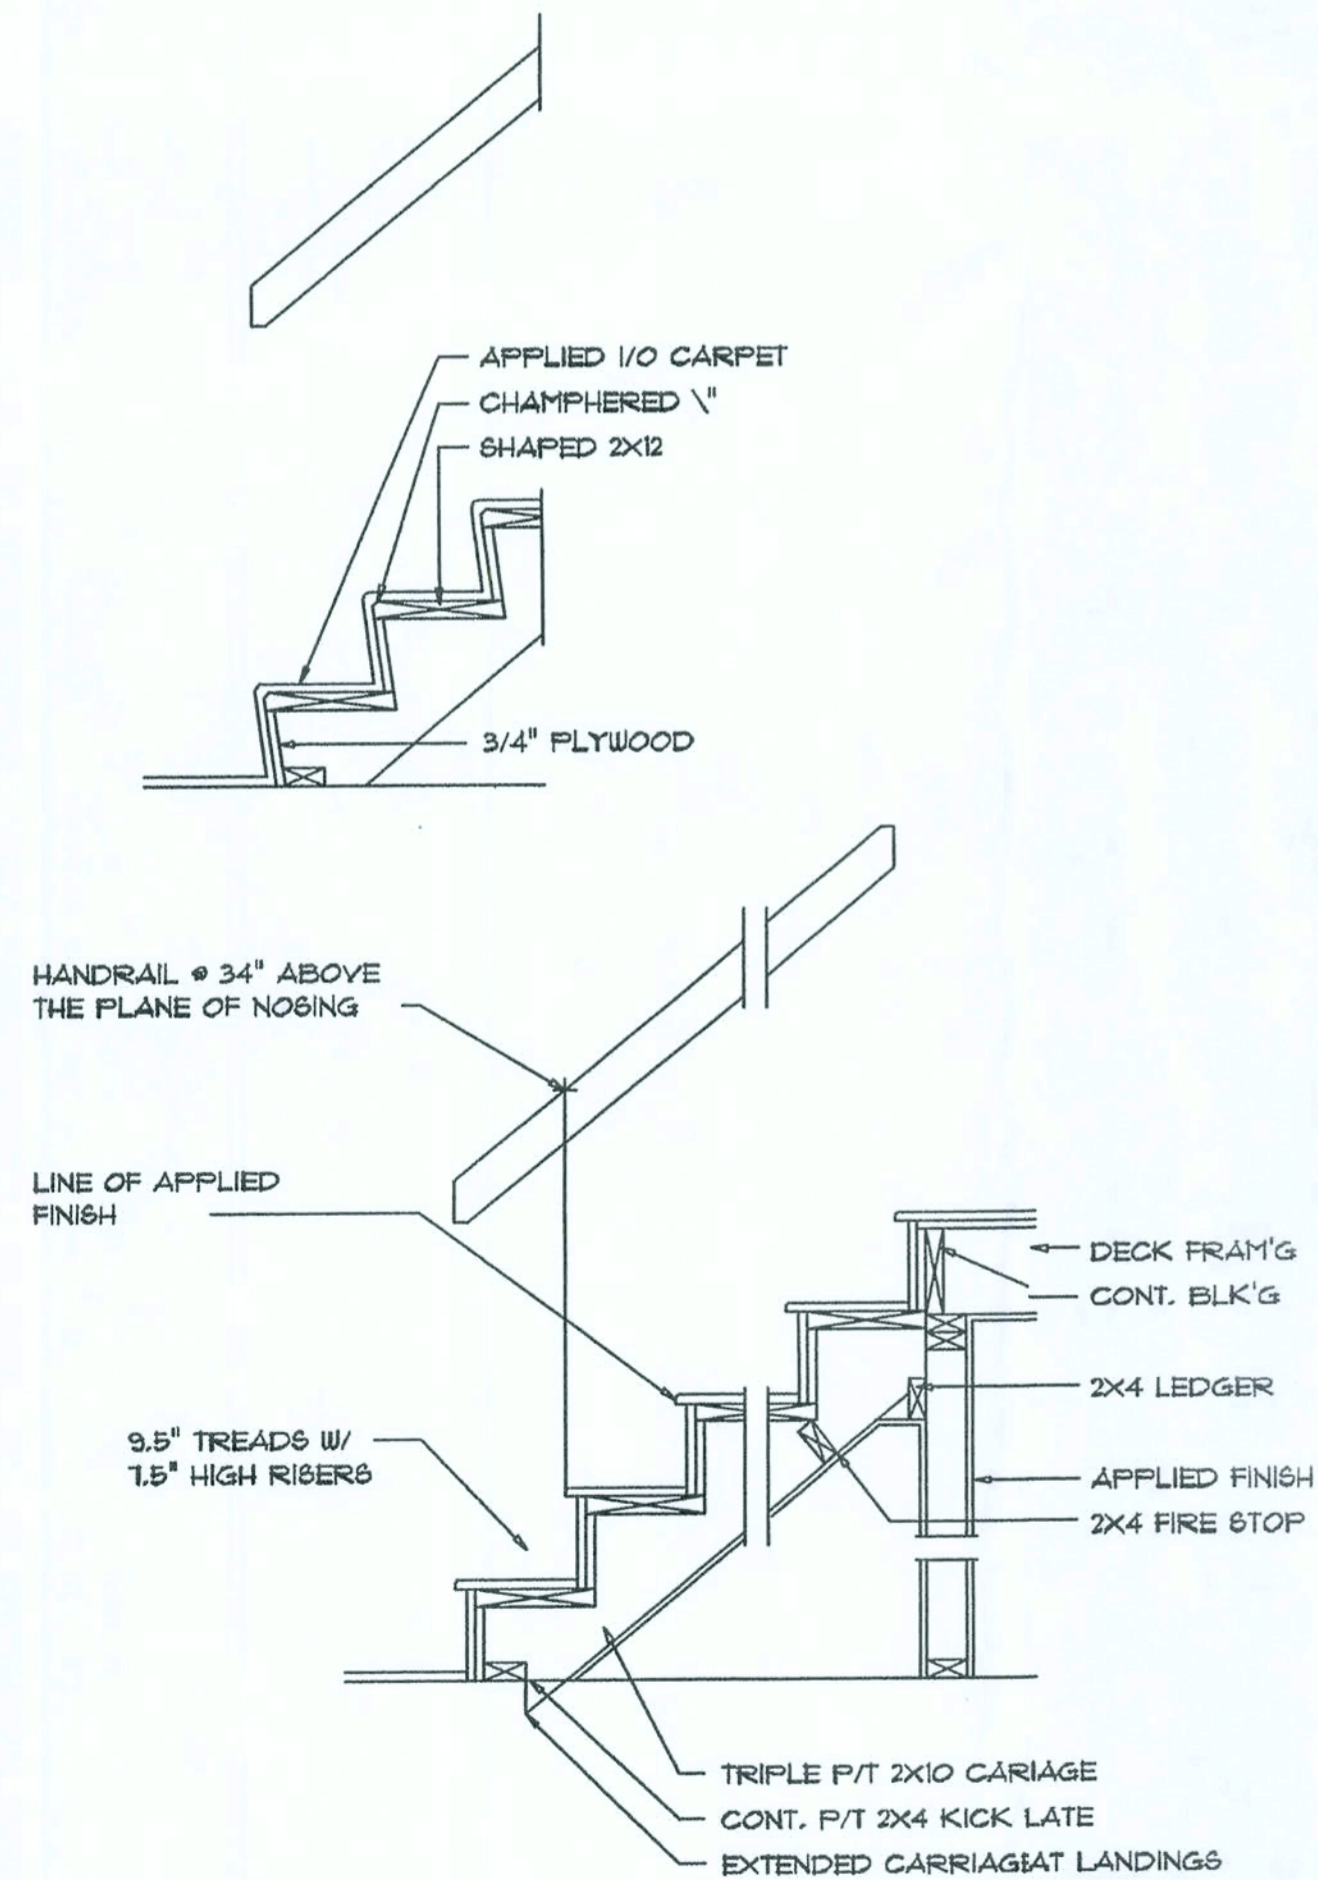 APPLIED I/O CARPET
CHAMPHERED \"
SHAPED 2X12
3/4" PLYWOOD
HANDRAIL @ 34" ABOVE
THE PLANE OF NOSING
LINE OF APPLIED
FINISH
DECK FRAM'G
CONT. BLK'G
2X4 LEDGER
9.5" TREADS W/
7.5" HIGH RISERS
APPLIED FINISH
2X4 FIRE STOP
TRIPLE P/T 2X10 CARIAGE
CONT. P/T 2X4 KICK LATE
EXTENDED CARRIAGEAT LANDINGS